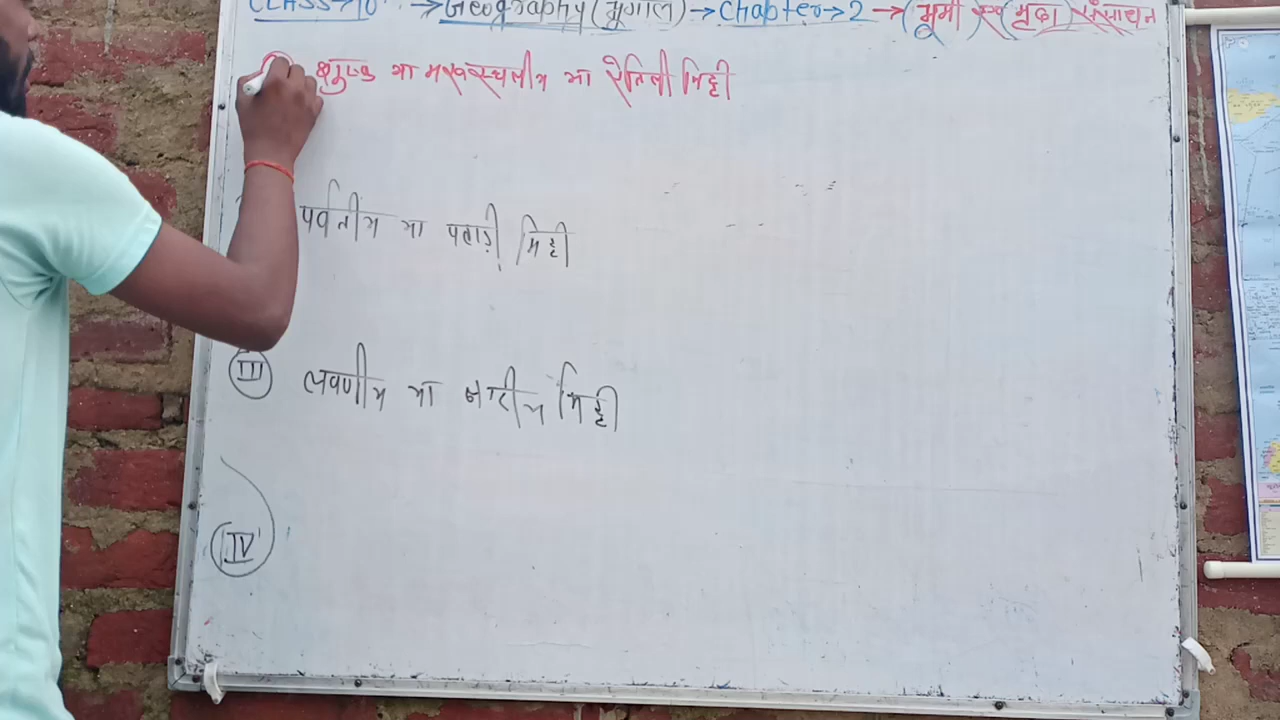 CLASS→10 →Geography(भूगोल)→Chapter→2→(भूमी एवं मृदा) संसाधन
या मरूस्थलीय या रेतिली मिट्टी
पर्वतीय या पहाड़ी मिट्टी
III लवणीय या क्षारीय मिट्टी
IV